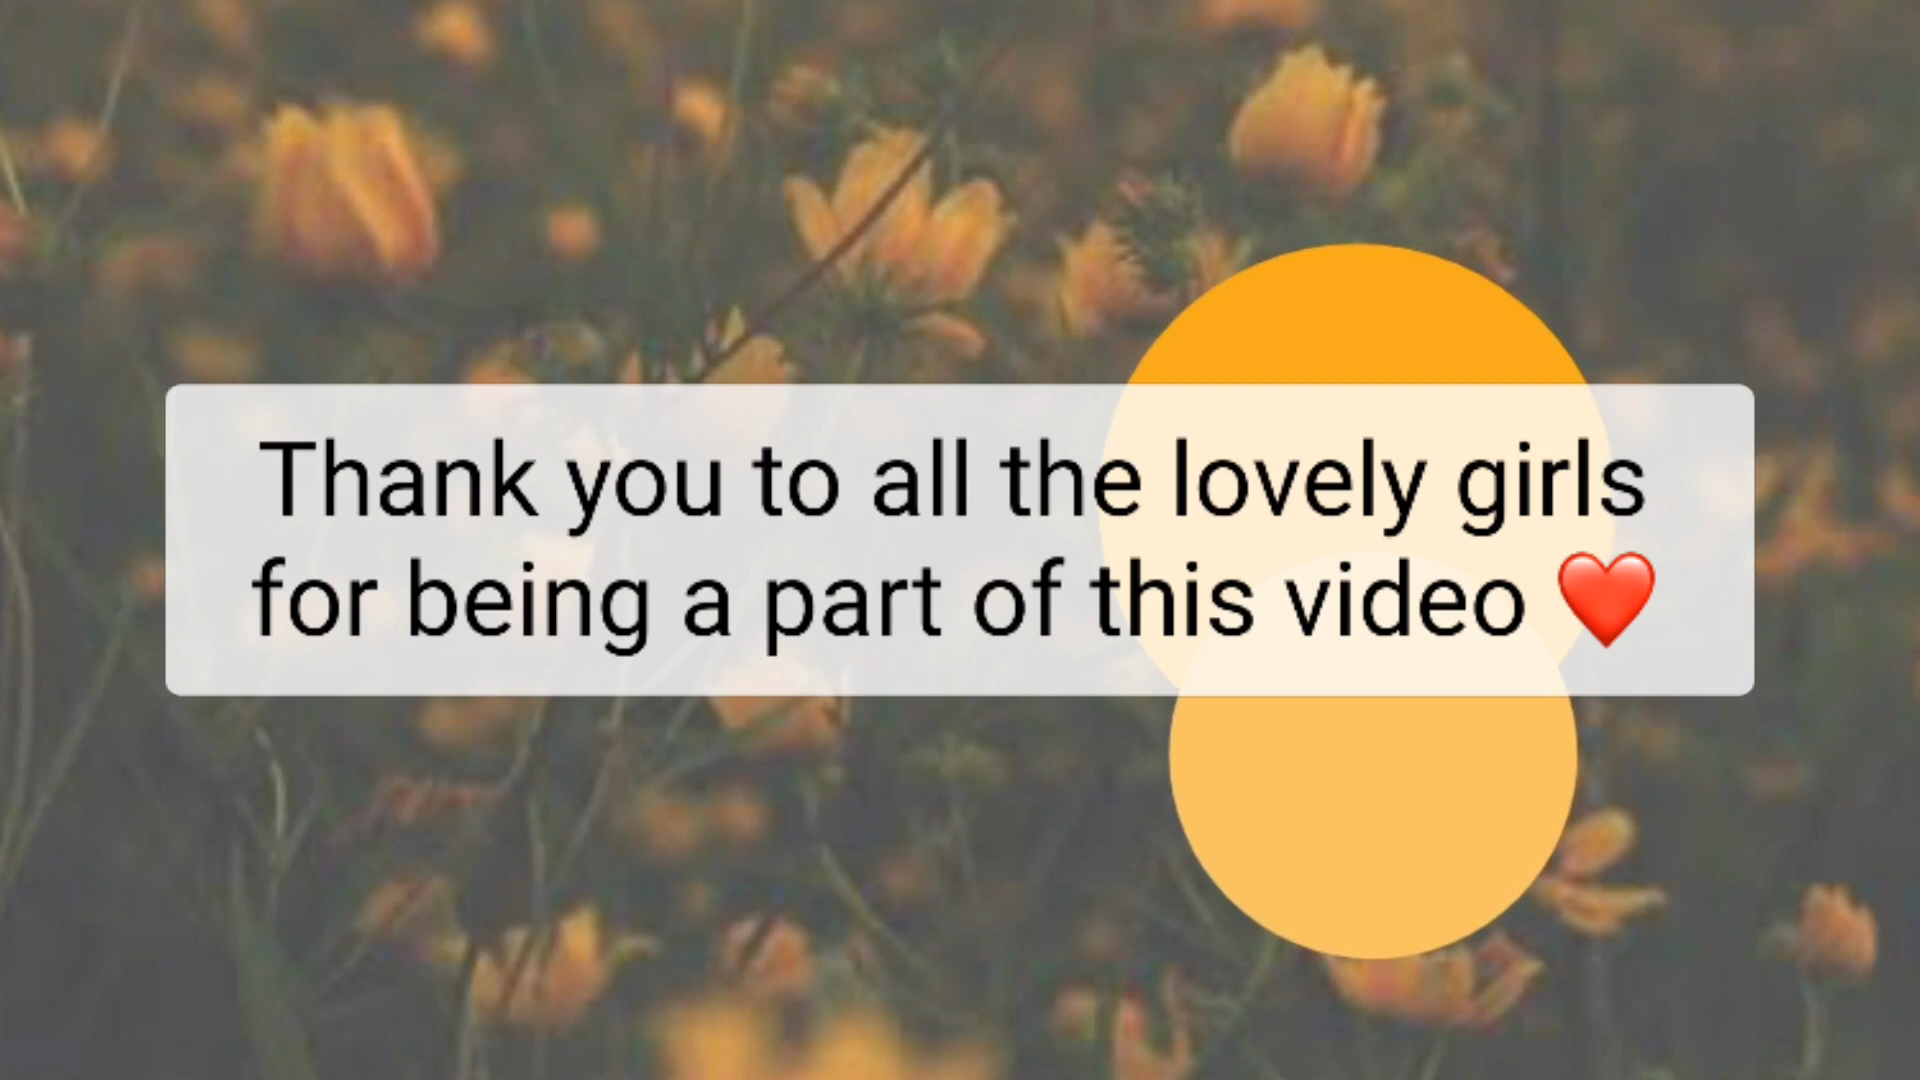 Thank you to all the lovely girls
for being a part of this video ❤️